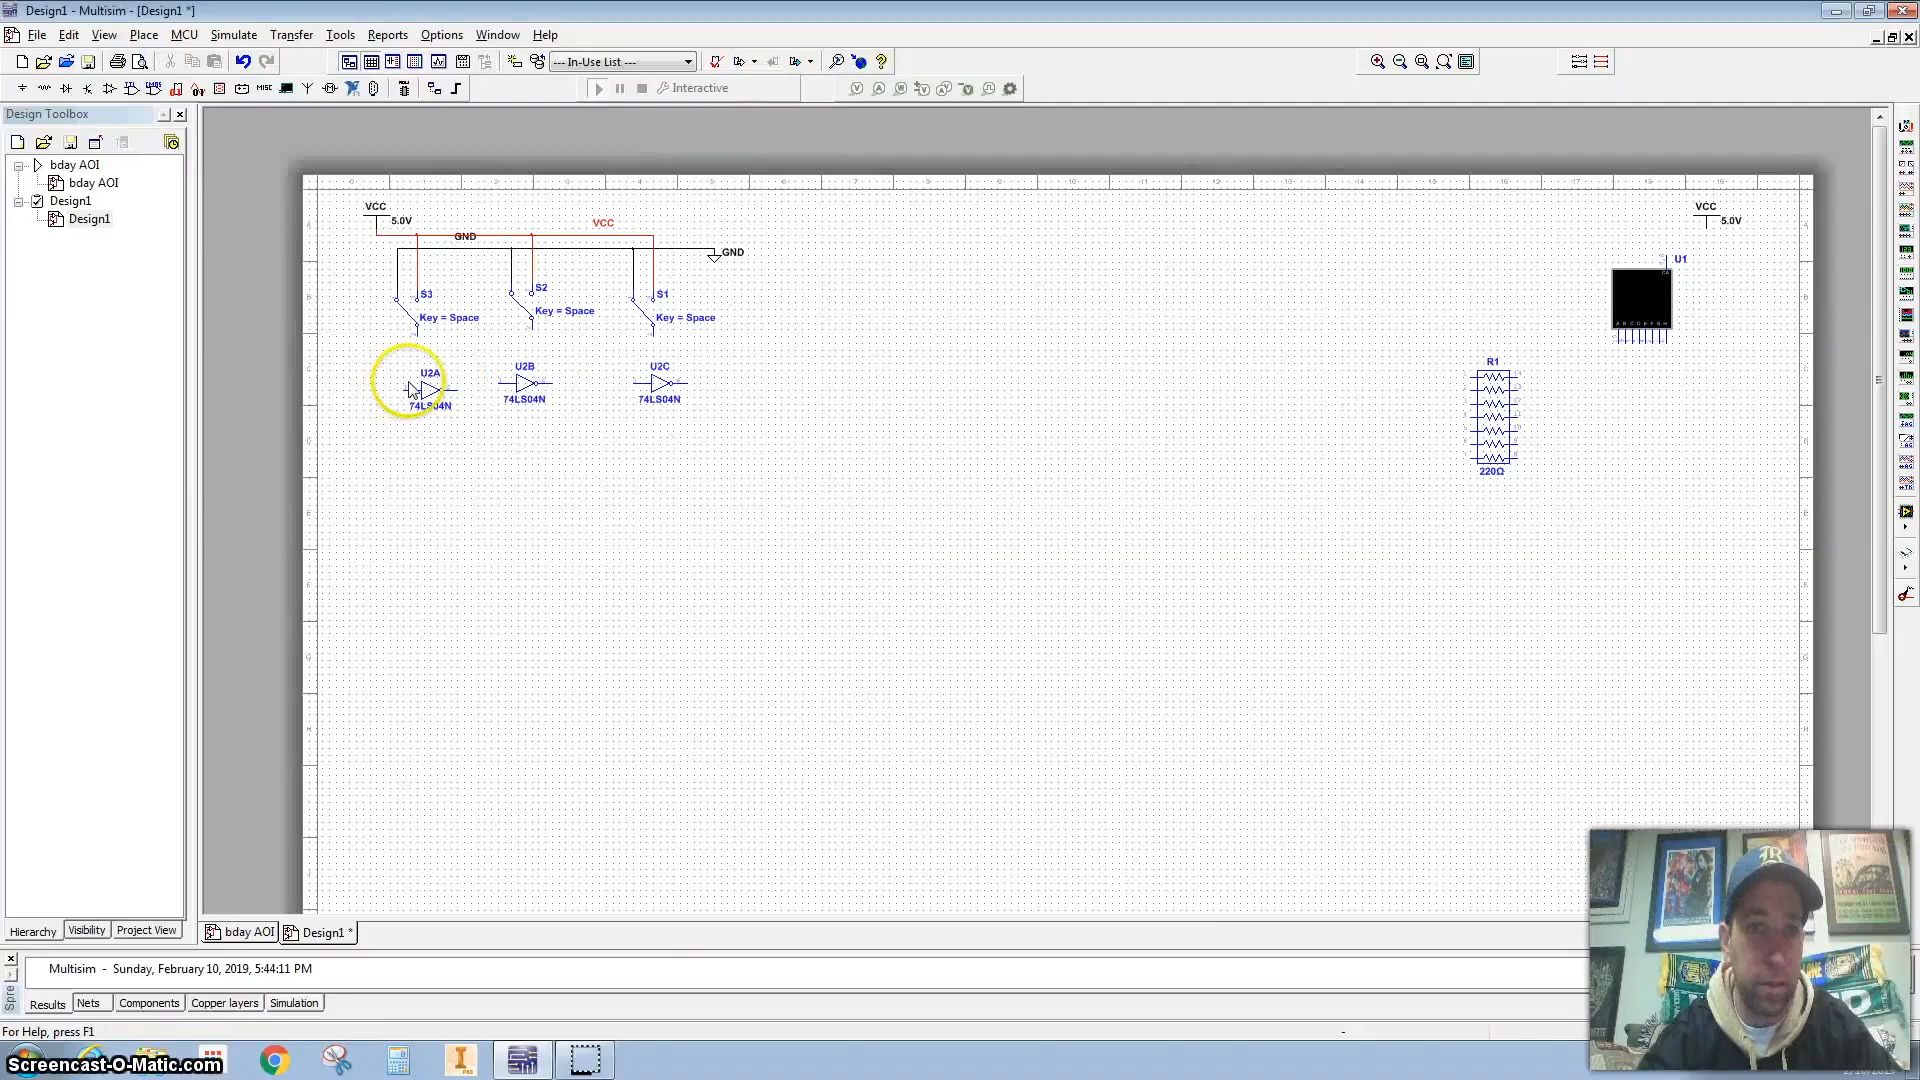 Design1 - Multisim - [Design1 *]
File Edit View Place MCU Simulate Transfer Tools Reports Options Window Help
--- In-Use List ---
MISC
Interactive
Design Toolbox
bday AOI
bday AOI
Design1
Design1
VCC
5.0V
VCC
GND
GND
S3
Key = Space
S2
Key = Space
S1
Key = Space
U2A
74LS04N
U2B
74LS04N
U2C
74LS04N
VCC
5.0V
U1
R1
220Ω
Hierarchy Visibility Project View
bday AOI Design1 *
Multisim - Sunday, February 10, 2019, 5:44:11 PM
Results Nets Components Copper layers Simulation
For Help, press F1
Screencast-O-Matic.com